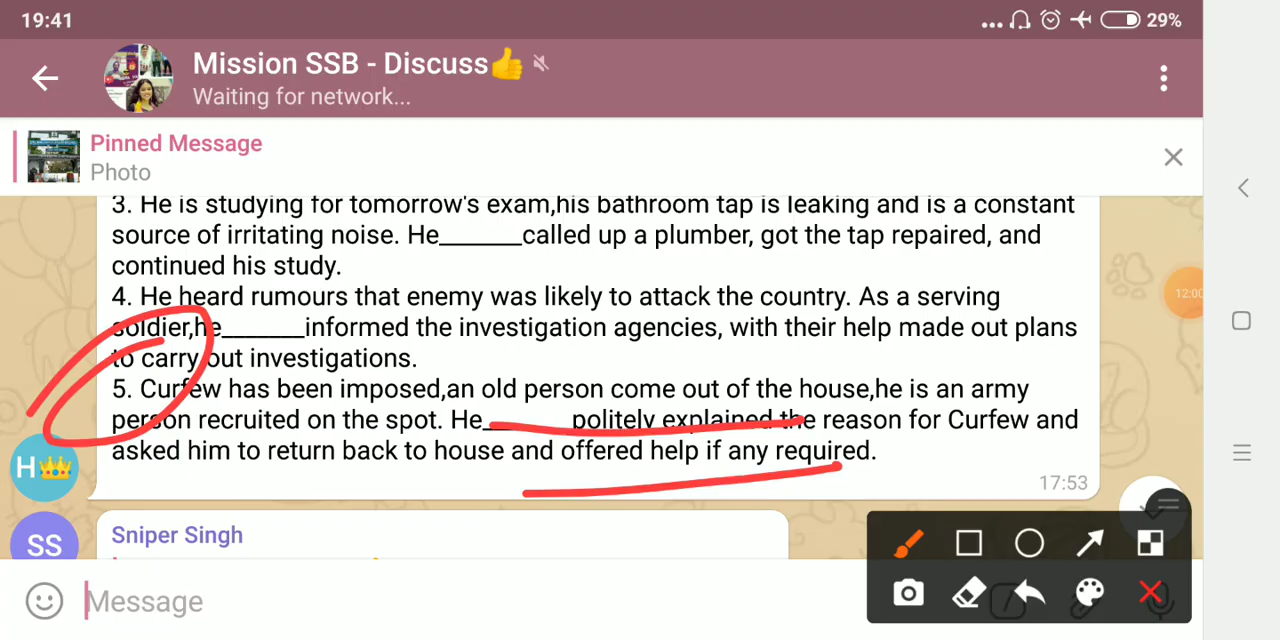 19:41
29%
Mission SSB - Discuss👍
Waiting for network...
Pinned Message
Photo
3. He is studying for tomorrow's exam,his bathroom tap is leaking and is a constant
source of irritating noise. He_______called up a plumber, got the tap repaired, and
continued his study.
4. He heard rumours that enemy was likely to attack the country. As a serving
soldier,he_______informed the investigation agencies, with their help made out plans
to carry out investigations.
5. Curfew has been imposed,an old person come out of the house,he is an army
person recruited on the spot. He_______politely explained the reason for Curfew and
asked him to return back to house and offered help if any required.
17:53
H👑
12:00
SS
Sniper Singh
Message